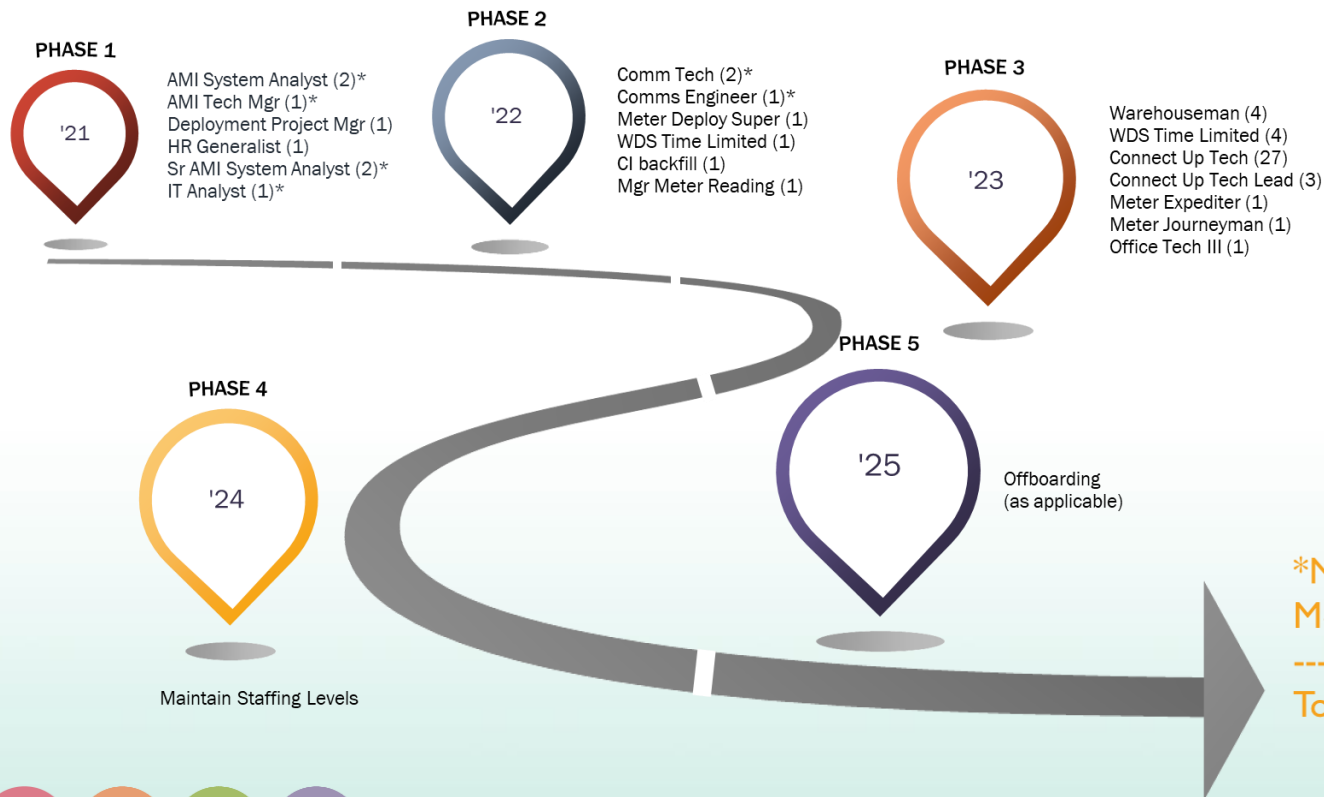 PHASE 1
'21
AMI System Analyst (2)*
AMI Tech Mgr (1)*
Deployment Project Mgr (1)
HR Generalist (1)
Sr AMI System Analyst (2)*
IT Analyst (1)*
PHASE 2
'22
Comm Tech (2)*
Comms Engineer (1)*
Meter Deploy Super (1)
WDS Time Limited (1)
CI backfill (1)
Mgr Meter Reading (1)
PHASE 3
'23
Warehouseman (4)
WDS Time Limited (4)
Connect Up Tech (27)
Connect Up Tech Lead (3)
Meter Expediter (1)
Meter Journeyman (1)
Office Tech III (1)
PHASE 4
'24
Maintain Staffing Levels
PHASE 5
'25
Offboarding
(as applicable)